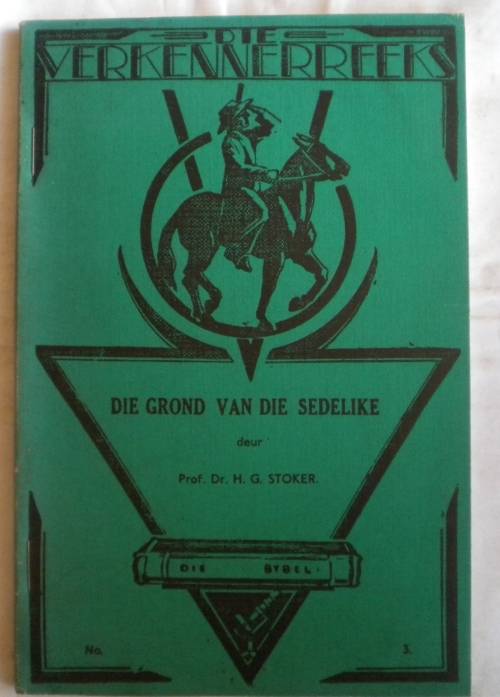 DIE
VERKENNERREEKS
DIE GROND VAN DIE SEDELIKE
deur
Prof. Dr. H. G. STOKER.
DIE BYBEL
No. 3.